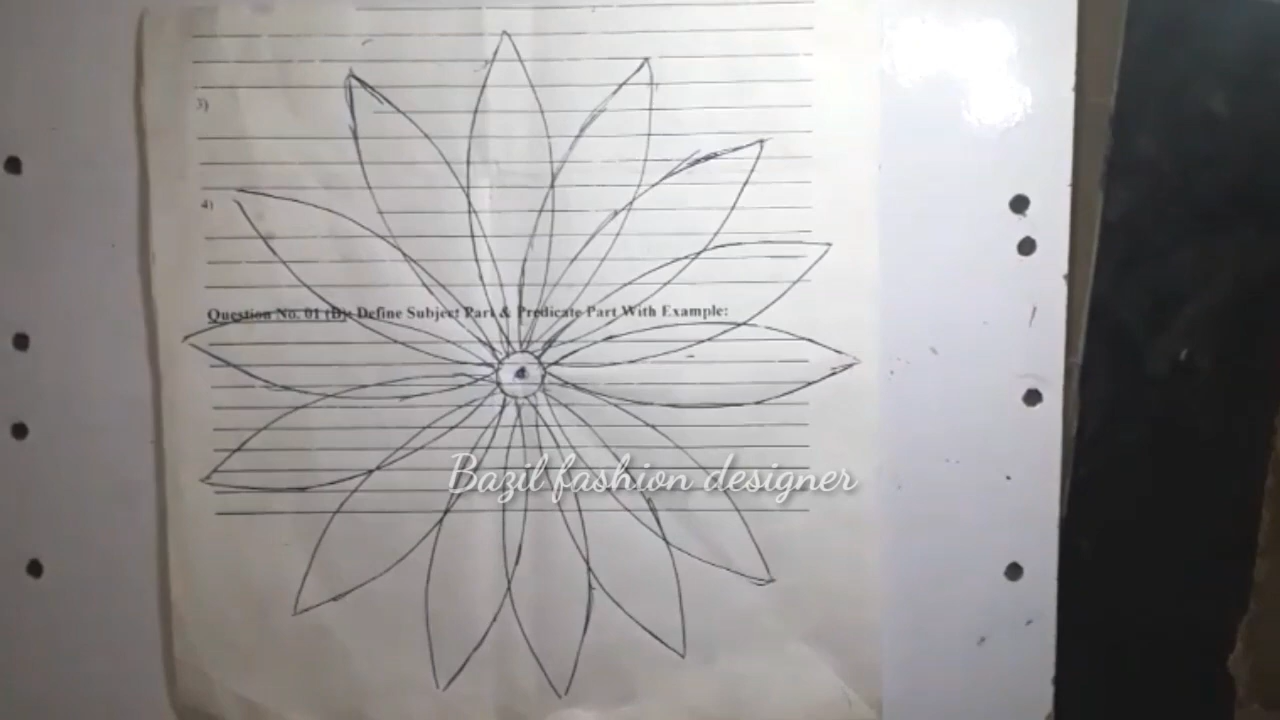 3)
4)
Question No. 01 (B): Define Subject Part & Predicate Part With Example:
Bazil fashion designer